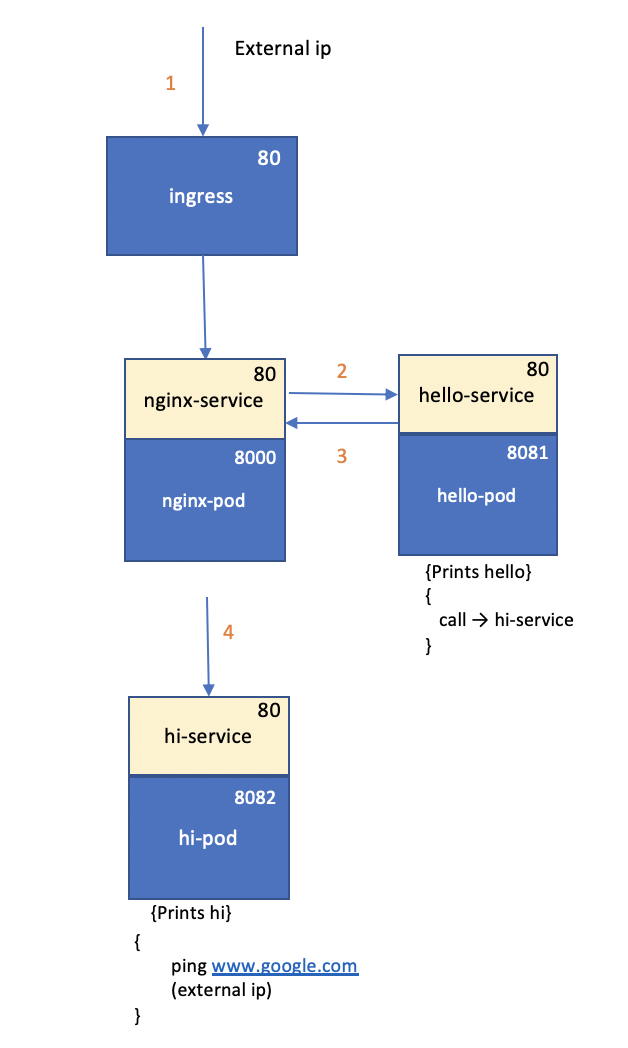 External ip
1
80
ingress
80
nginx-service
8000
nginx-pod
2
3
80
hello-service
8081
hello-pod
{Prints hello}
{
call → hi-service
}
4
80
hi-service
8082
hi-pod
{Prints hi}
{
ping www.google.com
(external ip)
}